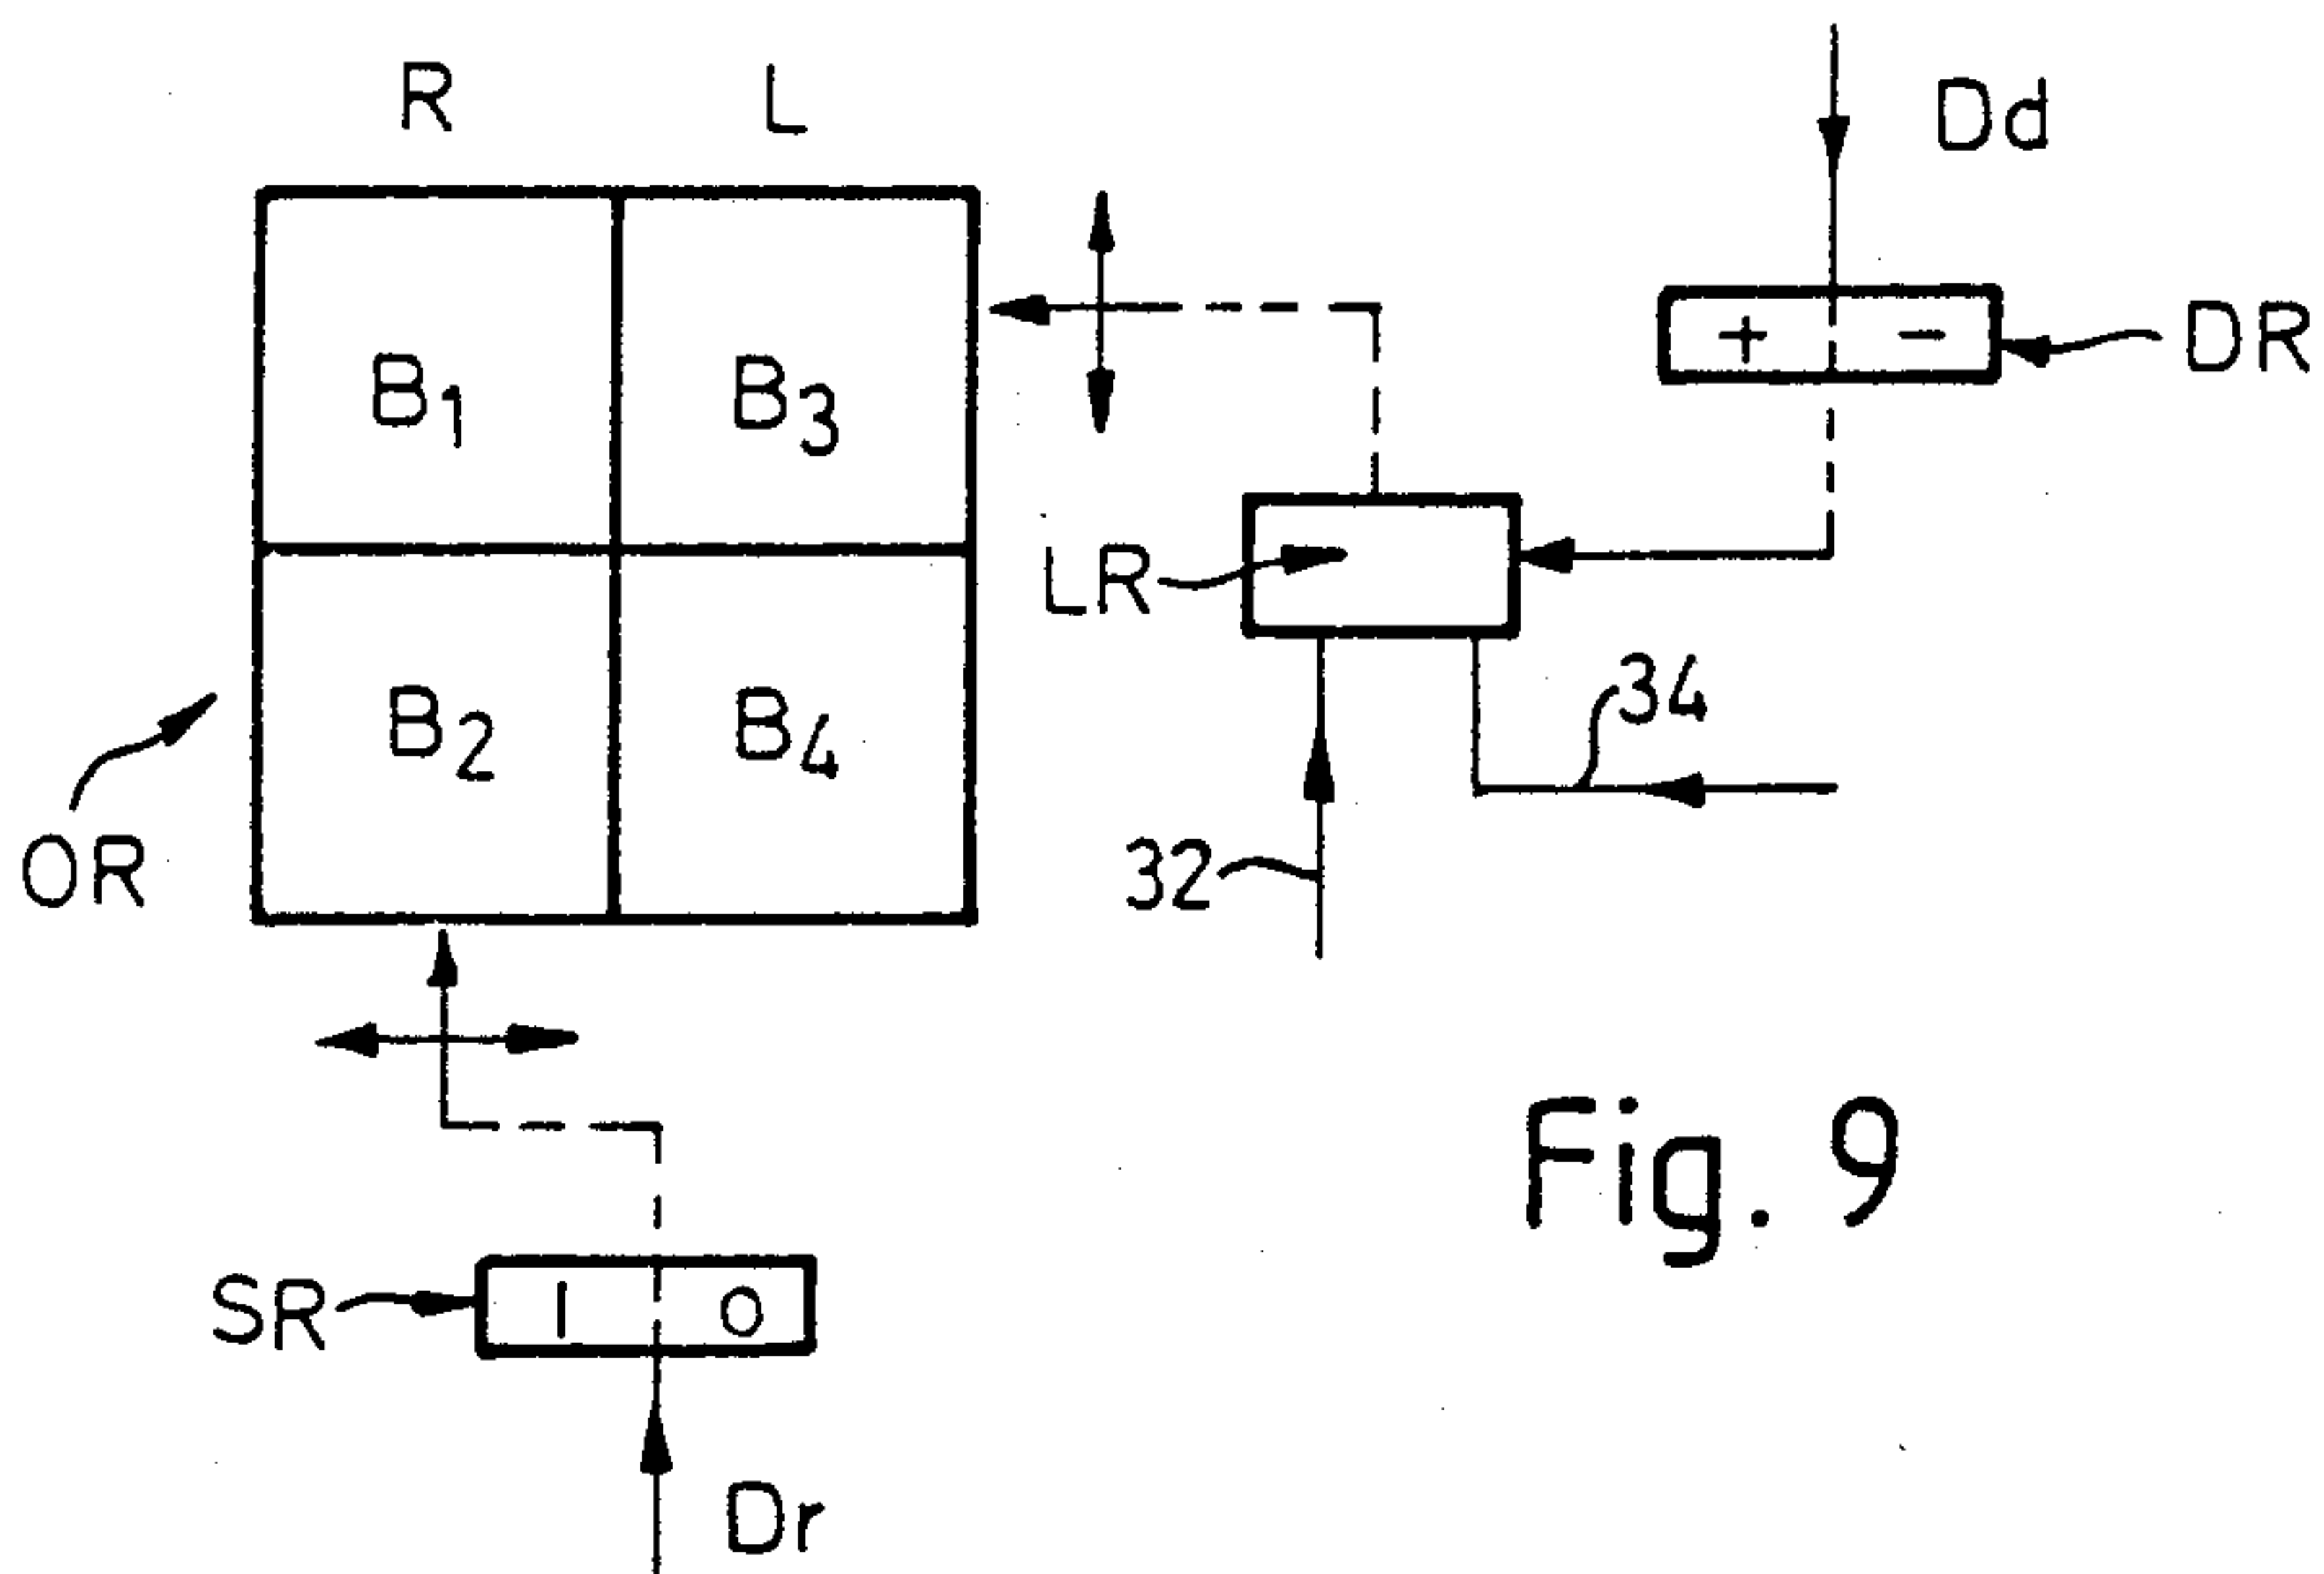 R L
Dd
+ -
DR
B1 B3
LR
34
B2 B4
32
OR
Fig. 9
SR
I O
Dr